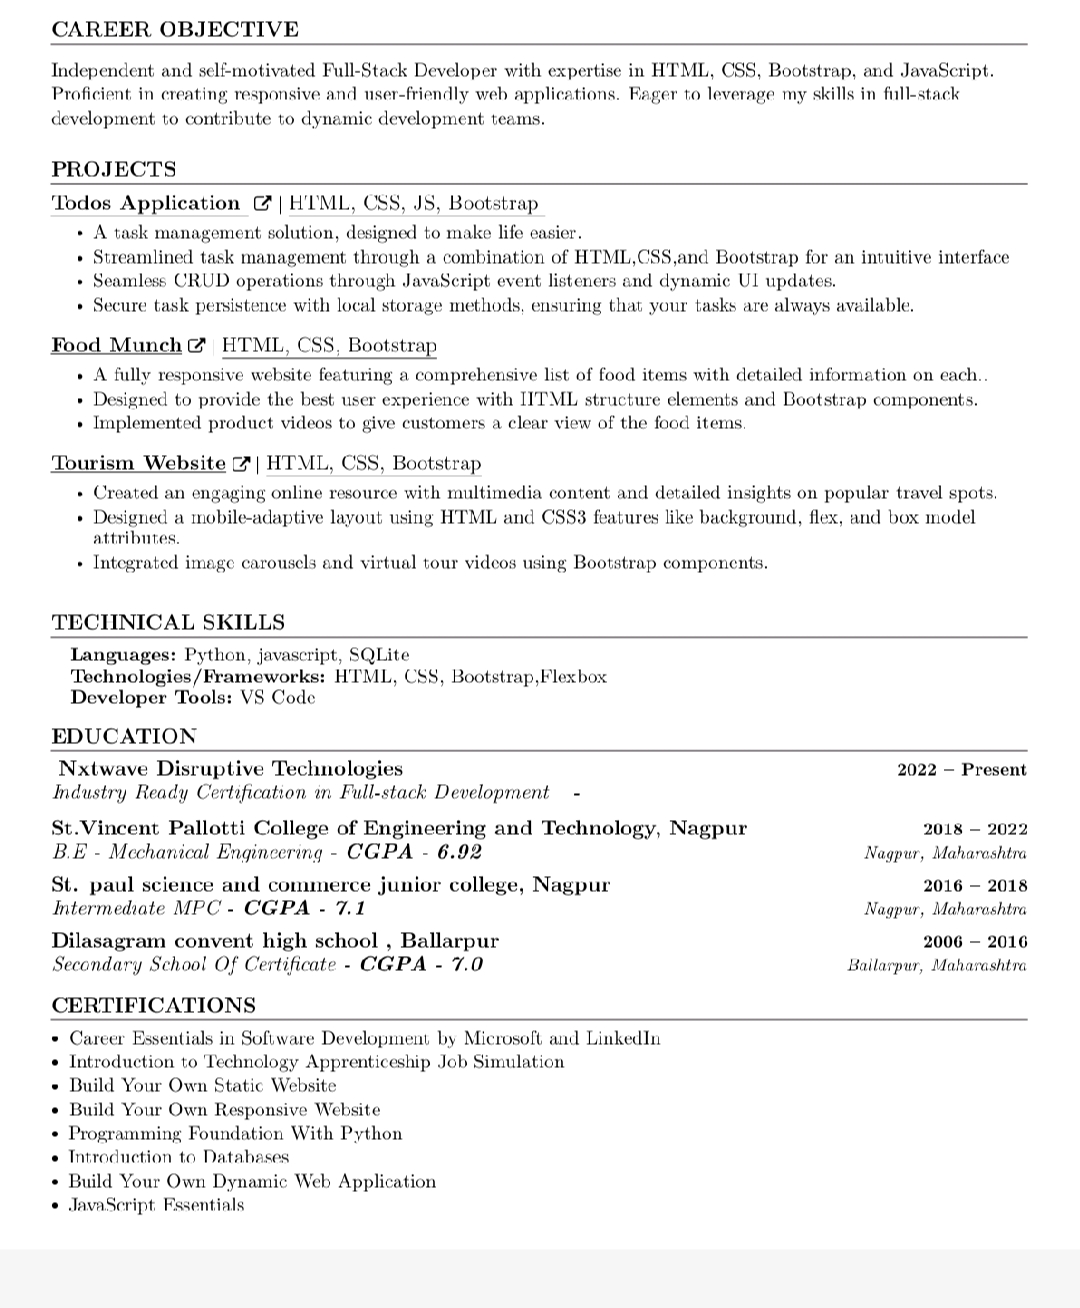 CAREER OBJECTIVE
Independent and self-motivated Full-Stack Developer with expertise in HTML, CSS, Bootstrap, and JavaScript.
Proficient in creating responsive and user-friendly web applications. Eager to leverage my skills in full-stack
development to contribute to dynamic development teams.
PROJECTS
Todos Application | HTML, CSS, JS, Bootstrap
• A task management solution, designed to make life easier.
• Streamlined task management through a combination of HTML,CSS,and Bootstrap for an intuitive interface
• Seamless CRUD operations through JavaScript event listeners and dynamic UI updates.
• Secure task persistence with local storage methods, ensuring that your tasks are always available.
Food Munch | HTML, CSS, Bootstrap
• A fully responsive website featuring a comprehensive list of food items with detailed information on each..
• Designed to provide the best user experience with HTML structure elements and Bootstrap components.
• Implemented product videos to give customers a clear view of the food items.
Tourism Website | HTML, CSS, Bootstrap
• Created an engaging online resource with multimedia content and detailed insights on popular travel spots.
• Designed a mobile-adaptive layout using HTML and CSS3 features like background, flex, and box model
attributes.
• Integrated image carousels and virtual tour videos using Bootstrap components.
TECHNICAL SKILLS
Languages: Python, javascript, SQLite
Technologies/Frameworks: HTML, CSS, Bootstrap,Flexbox
Developer Tools: VS Code
EDUCATION
Nxtwave Disruptive Technologies 2022 – Present
Industry Ready Certification in Full-stack Development -
St.Vincent Pallotti College of Engineering and Technology, Nagpur 2018 – 2022
B.E - Mechanical Engineering - CGPA - 6.92 Nagpur, Maharashtra
St. paul science and commerce junior college, Nagpur 2016 – 2018
Intermediate MPC - CGPA - 7.1 Nagpur, Maharashtra
Dilasagram convent high school , Ballarpur 2006 – 2016
Secondary School Of Certificate - CGPA - 7.0 Ballarpur, Maharashtra
CERTIFICATIONS
• Career Essentials in Software Development by Microsoft and LinkedIn
• Introduction to Technology Apprenticeship Job Simulation
• Build Your Own Static Website
• Build Your Own Responsive Website
• Programming Foundation With Python
• Introduction to Databases
• Build Your Own Dynamic Web Application
• JavaScript Essentials